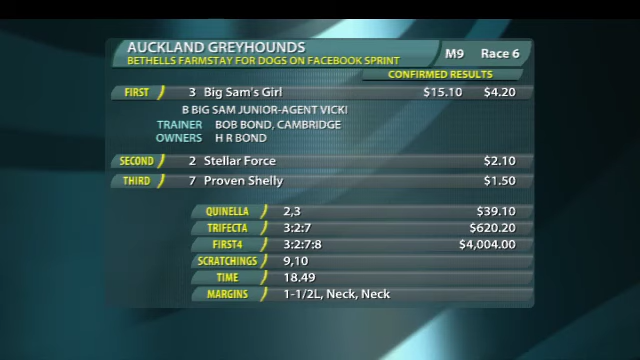 AUCKLAND GREYHOUNDS
BETHELLS FARMSTAY FOR DOGS ON FACEBOOK SPRINT
M9 Race 6
CONFIRMED RESULTS
FIRST 3 Big Sam's Girl $15.10 $4.20
B BIG SAM JUNIOR-AGENT VICKI
TRAINER BOB BOND, CAMBRIDGE
OWNERS H R BOND
SECOND 2 Stellar Force $2.10
THIRD 7 Proven Shelly $1.50
QUINELLA 2,3 $39.10
TRIFECTA 3:2:7 $620.20
FIRST4 3:2:7:8 $4,004.00
SCRATCHINGS 9,10
TIME 18.49
MARGINS 1-1/2L, Neck, Neck